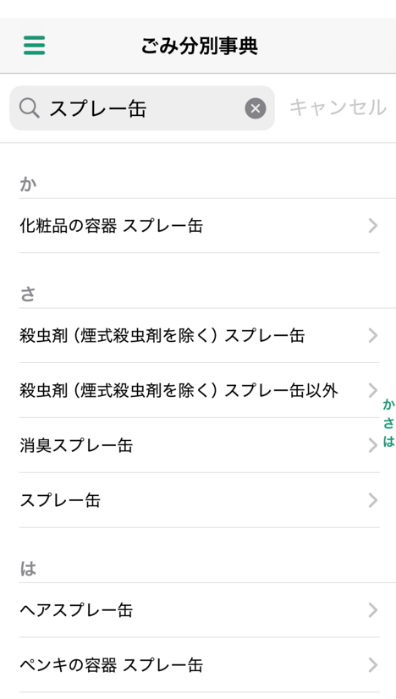 ごみ分別事典
スプレー缶
キャンセル
か
化粧品の容器 スプレー缶
さ
殺虫剤（煙式殺虫剤を除く）スプレー缶
殺虫剤（煙式殺虫剤を除く）スプレー缶以外
消臭スプレー缶
スプレー缶
は
ヘアスプレー缶
ペンキの容器 スプレー缶
か
さ
は